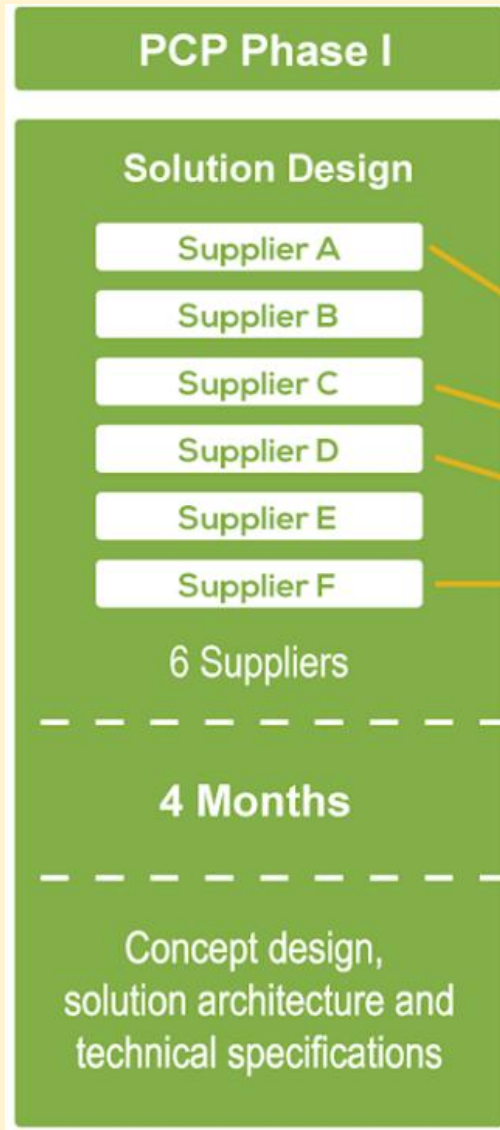 PCP Phase I
Solution Design
Supplier A
Supplier B
Supplier C
Supplier D
Supplier E
Supplier F
6 Suppliers
4 Months
Concept design,
solution architecture and
technical specifications